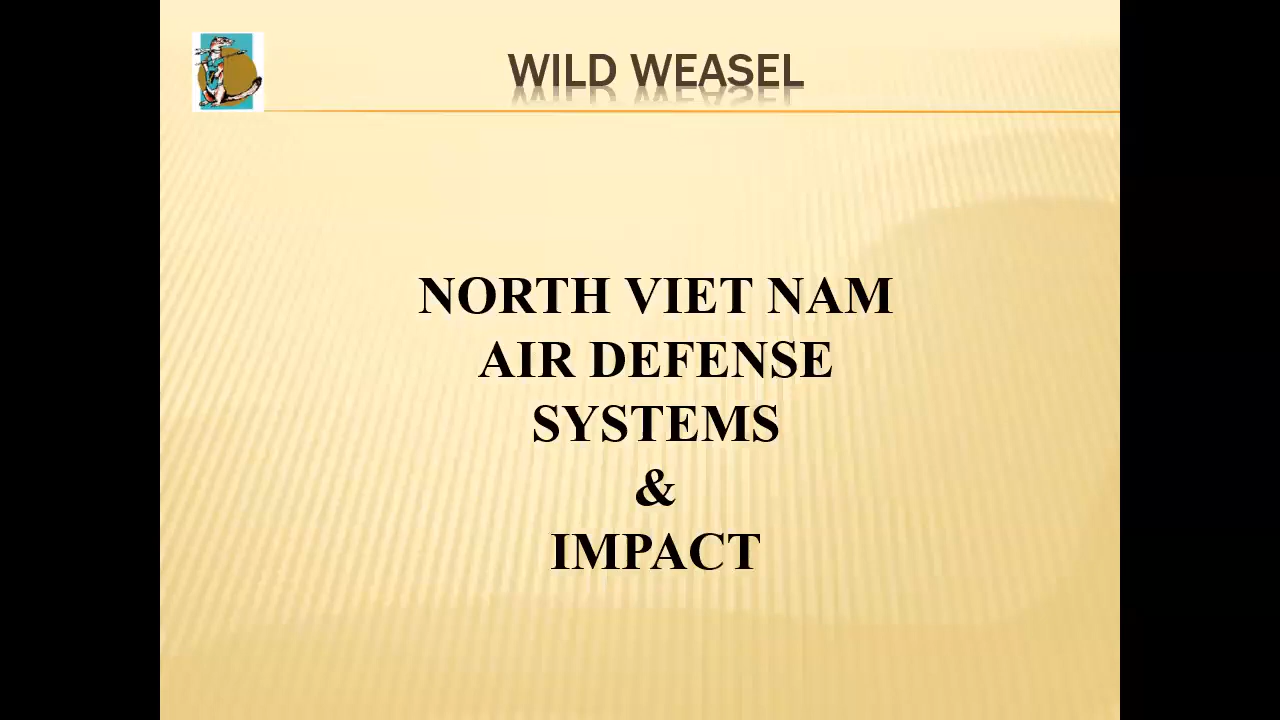 WILD WEASEL
NORTH VIET NAM
AIR DEFENSE
SYSTEMS
&
IMPACT